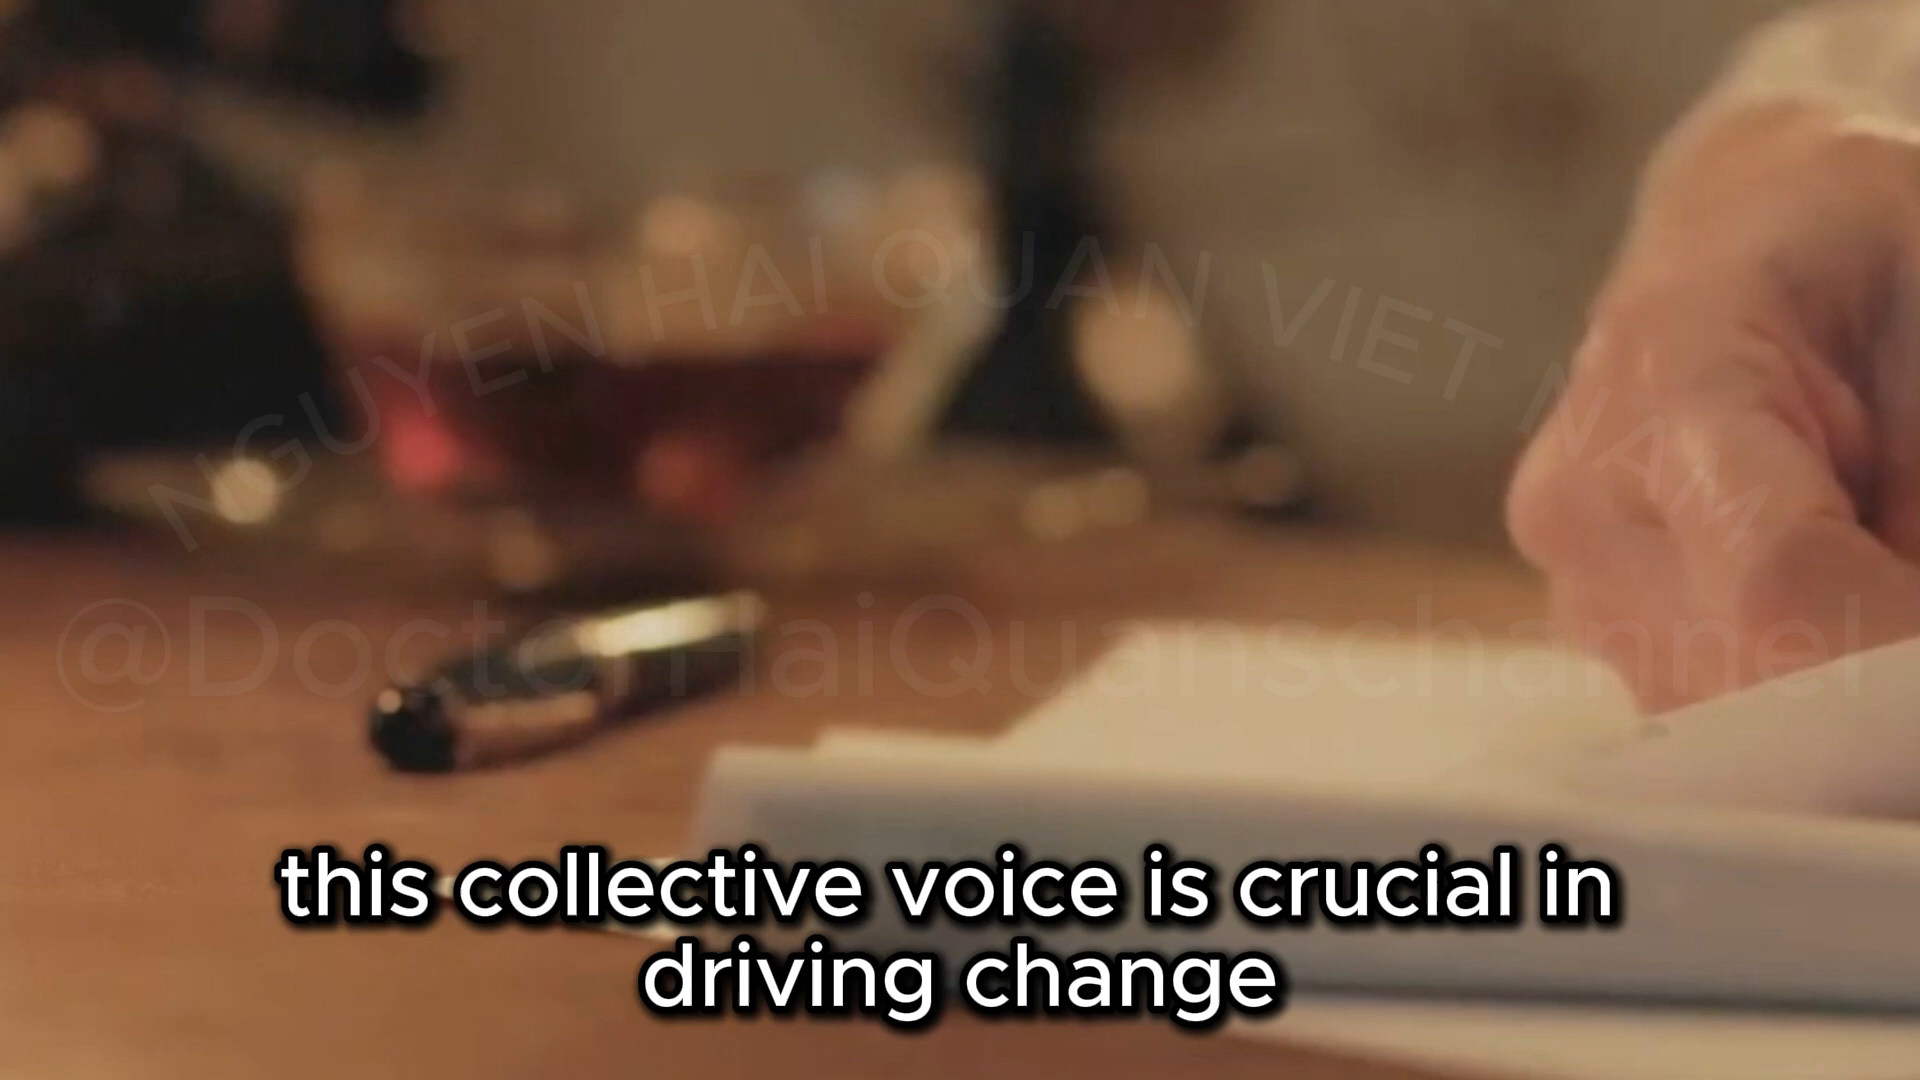 NGUYEN HAI QUAN VIET NAM
@DoctorHaiQuanschannel
this collective voice is crucial in
driving change